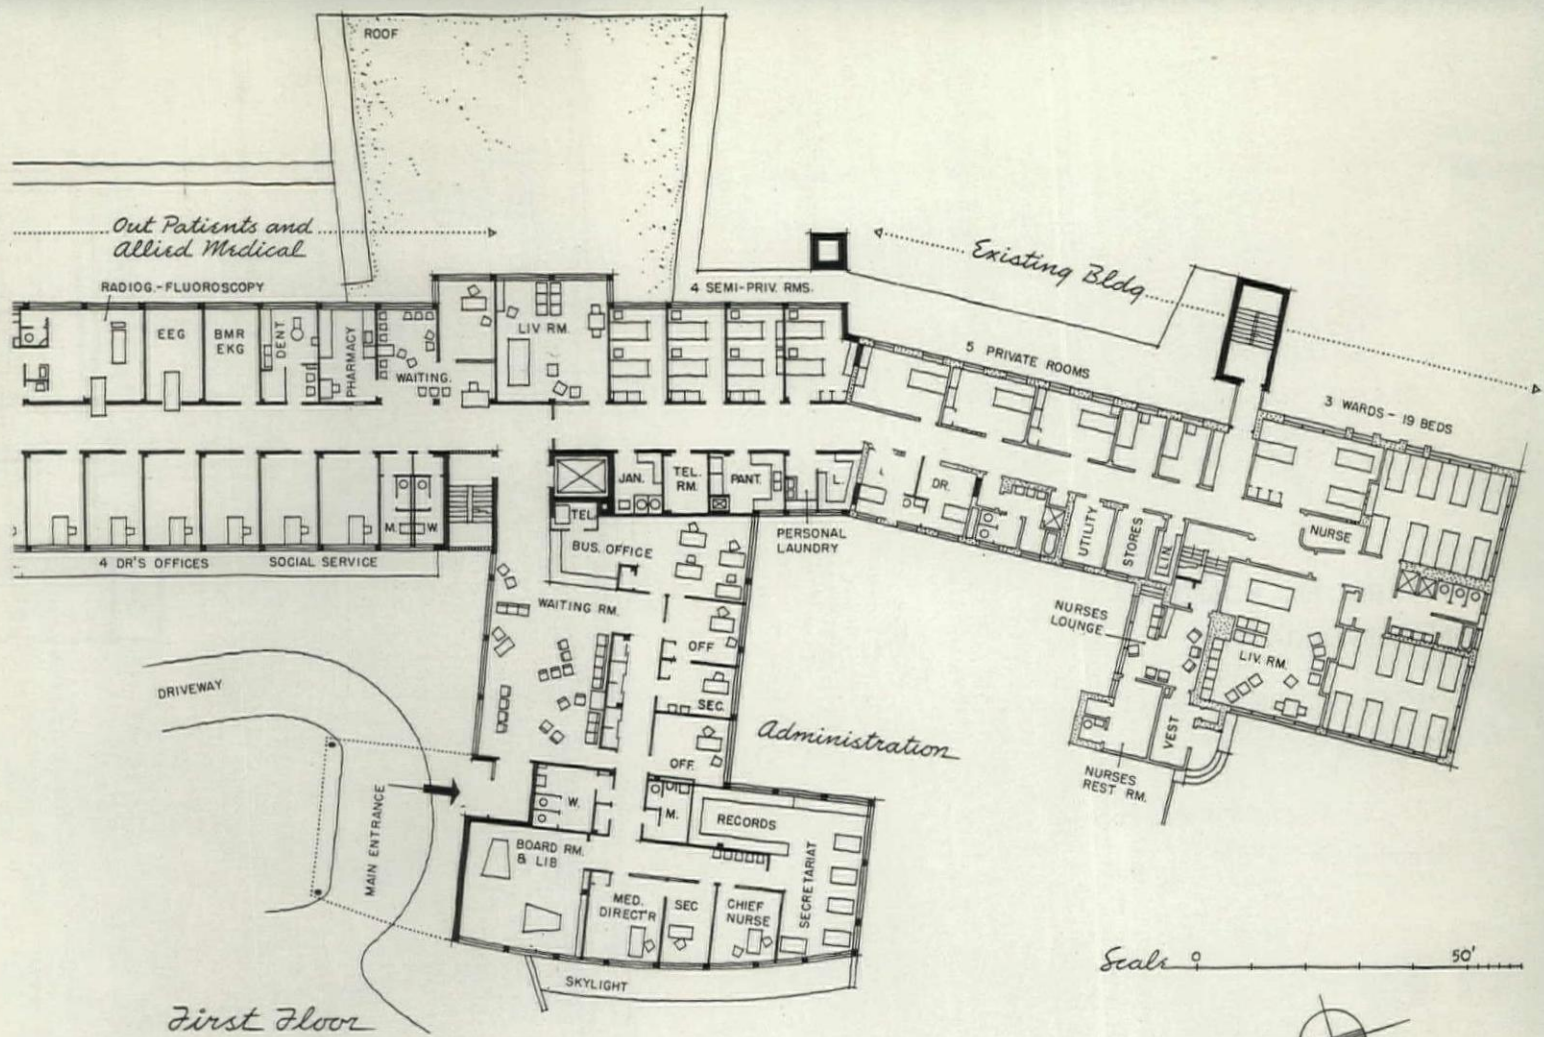 ROOF
Out Patients and
Allied Medical
RADIOG.-FLUOROSCOPY
EEG
BMR
EKG
DENT
PHARMACY
WAITING.
LIV RM.
4 SEMI-PRIV. RMS.
Existing Bldg
5 PRIVATE ROOMS
3 WARDS - 19 BEDS
4 DR'S OFFICES
SOCIAL SERVICE
M.
W.
JAN.
TEL.
RM.
PANT.
L.
L
DR.
PERSONAL
LAUNDRY
UTILITY
STORES
LIN.
NURSE
TEL
BUS. OFFICE
WAITING RM.
OFF
SEC.
OFF.
NURSES
LOUNGE
LIV. RM.
VEST
NURSES
REST RM.
DRIVEWAY
MAIN ENTRANCE
Administration
W.
M.
RECORDS
BOARD RM.
& LIB
MED.
DIRECT'R
SEC
CHIEF
NURSE
SECRETARIAT
SKYLIGHT
Scale 0 50'
First Floor